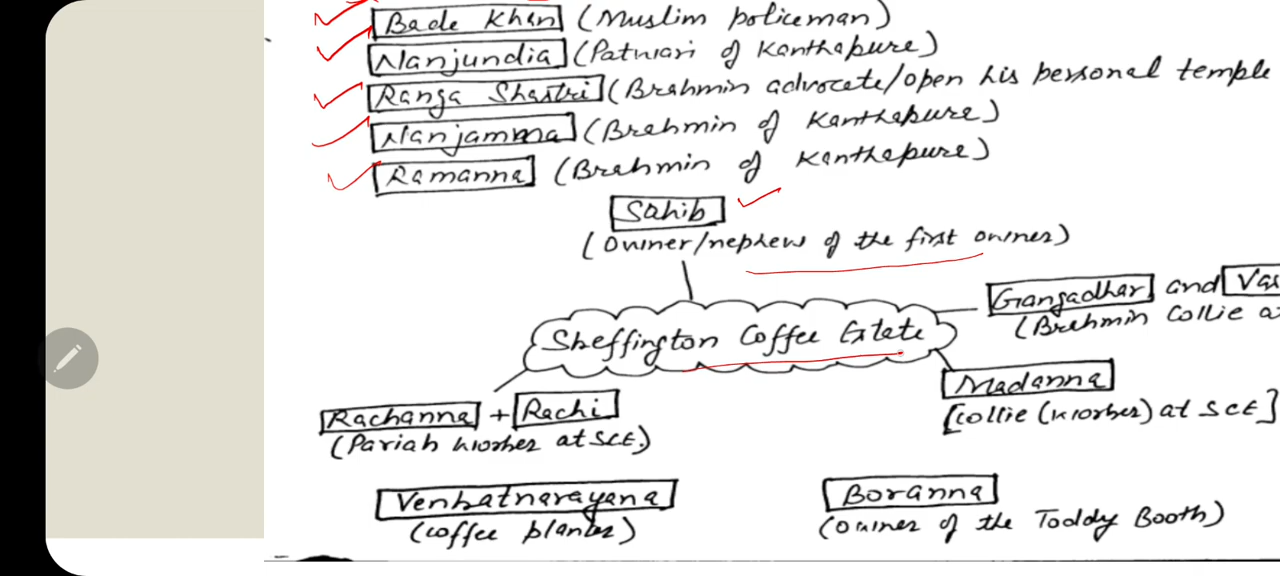 Bade Khan (Muslim policeman)
Nanjundia (Patwari of Kanthapure)
Ranga Shastri (Brahmin advocate/open his personal temple
Nanjamma (Brahmin of Kanthapure)
Ramanna (Brahmin of Kanthapure)
Sahib
(Owner/nephew of the first owner)
Gangadhar and Vas
(Brahmin Collie a
Skeffington Coffee Estate
Madanna
[Collie (worker) at SCE]
Rachanna + Rachi
(Pariah worker at SCE)
Venkatnarayana
(coffee planter)
Boranna
(Owner of the Toddy Booth)